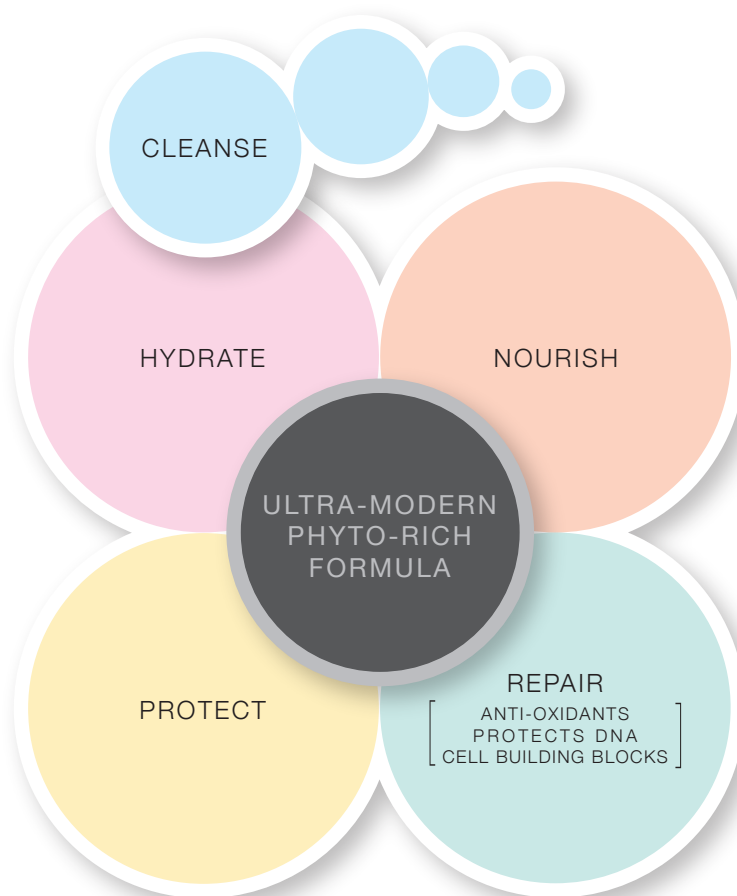 CLEANSE
HYDRATE
NOURISH
ULTRA-MODERN
PHYTO-RICH
FORMULA
PROTECT
REPAIR
ANTI-OXIDANTS
PROTECTS DNA
CELL BUILDING BLOCKS